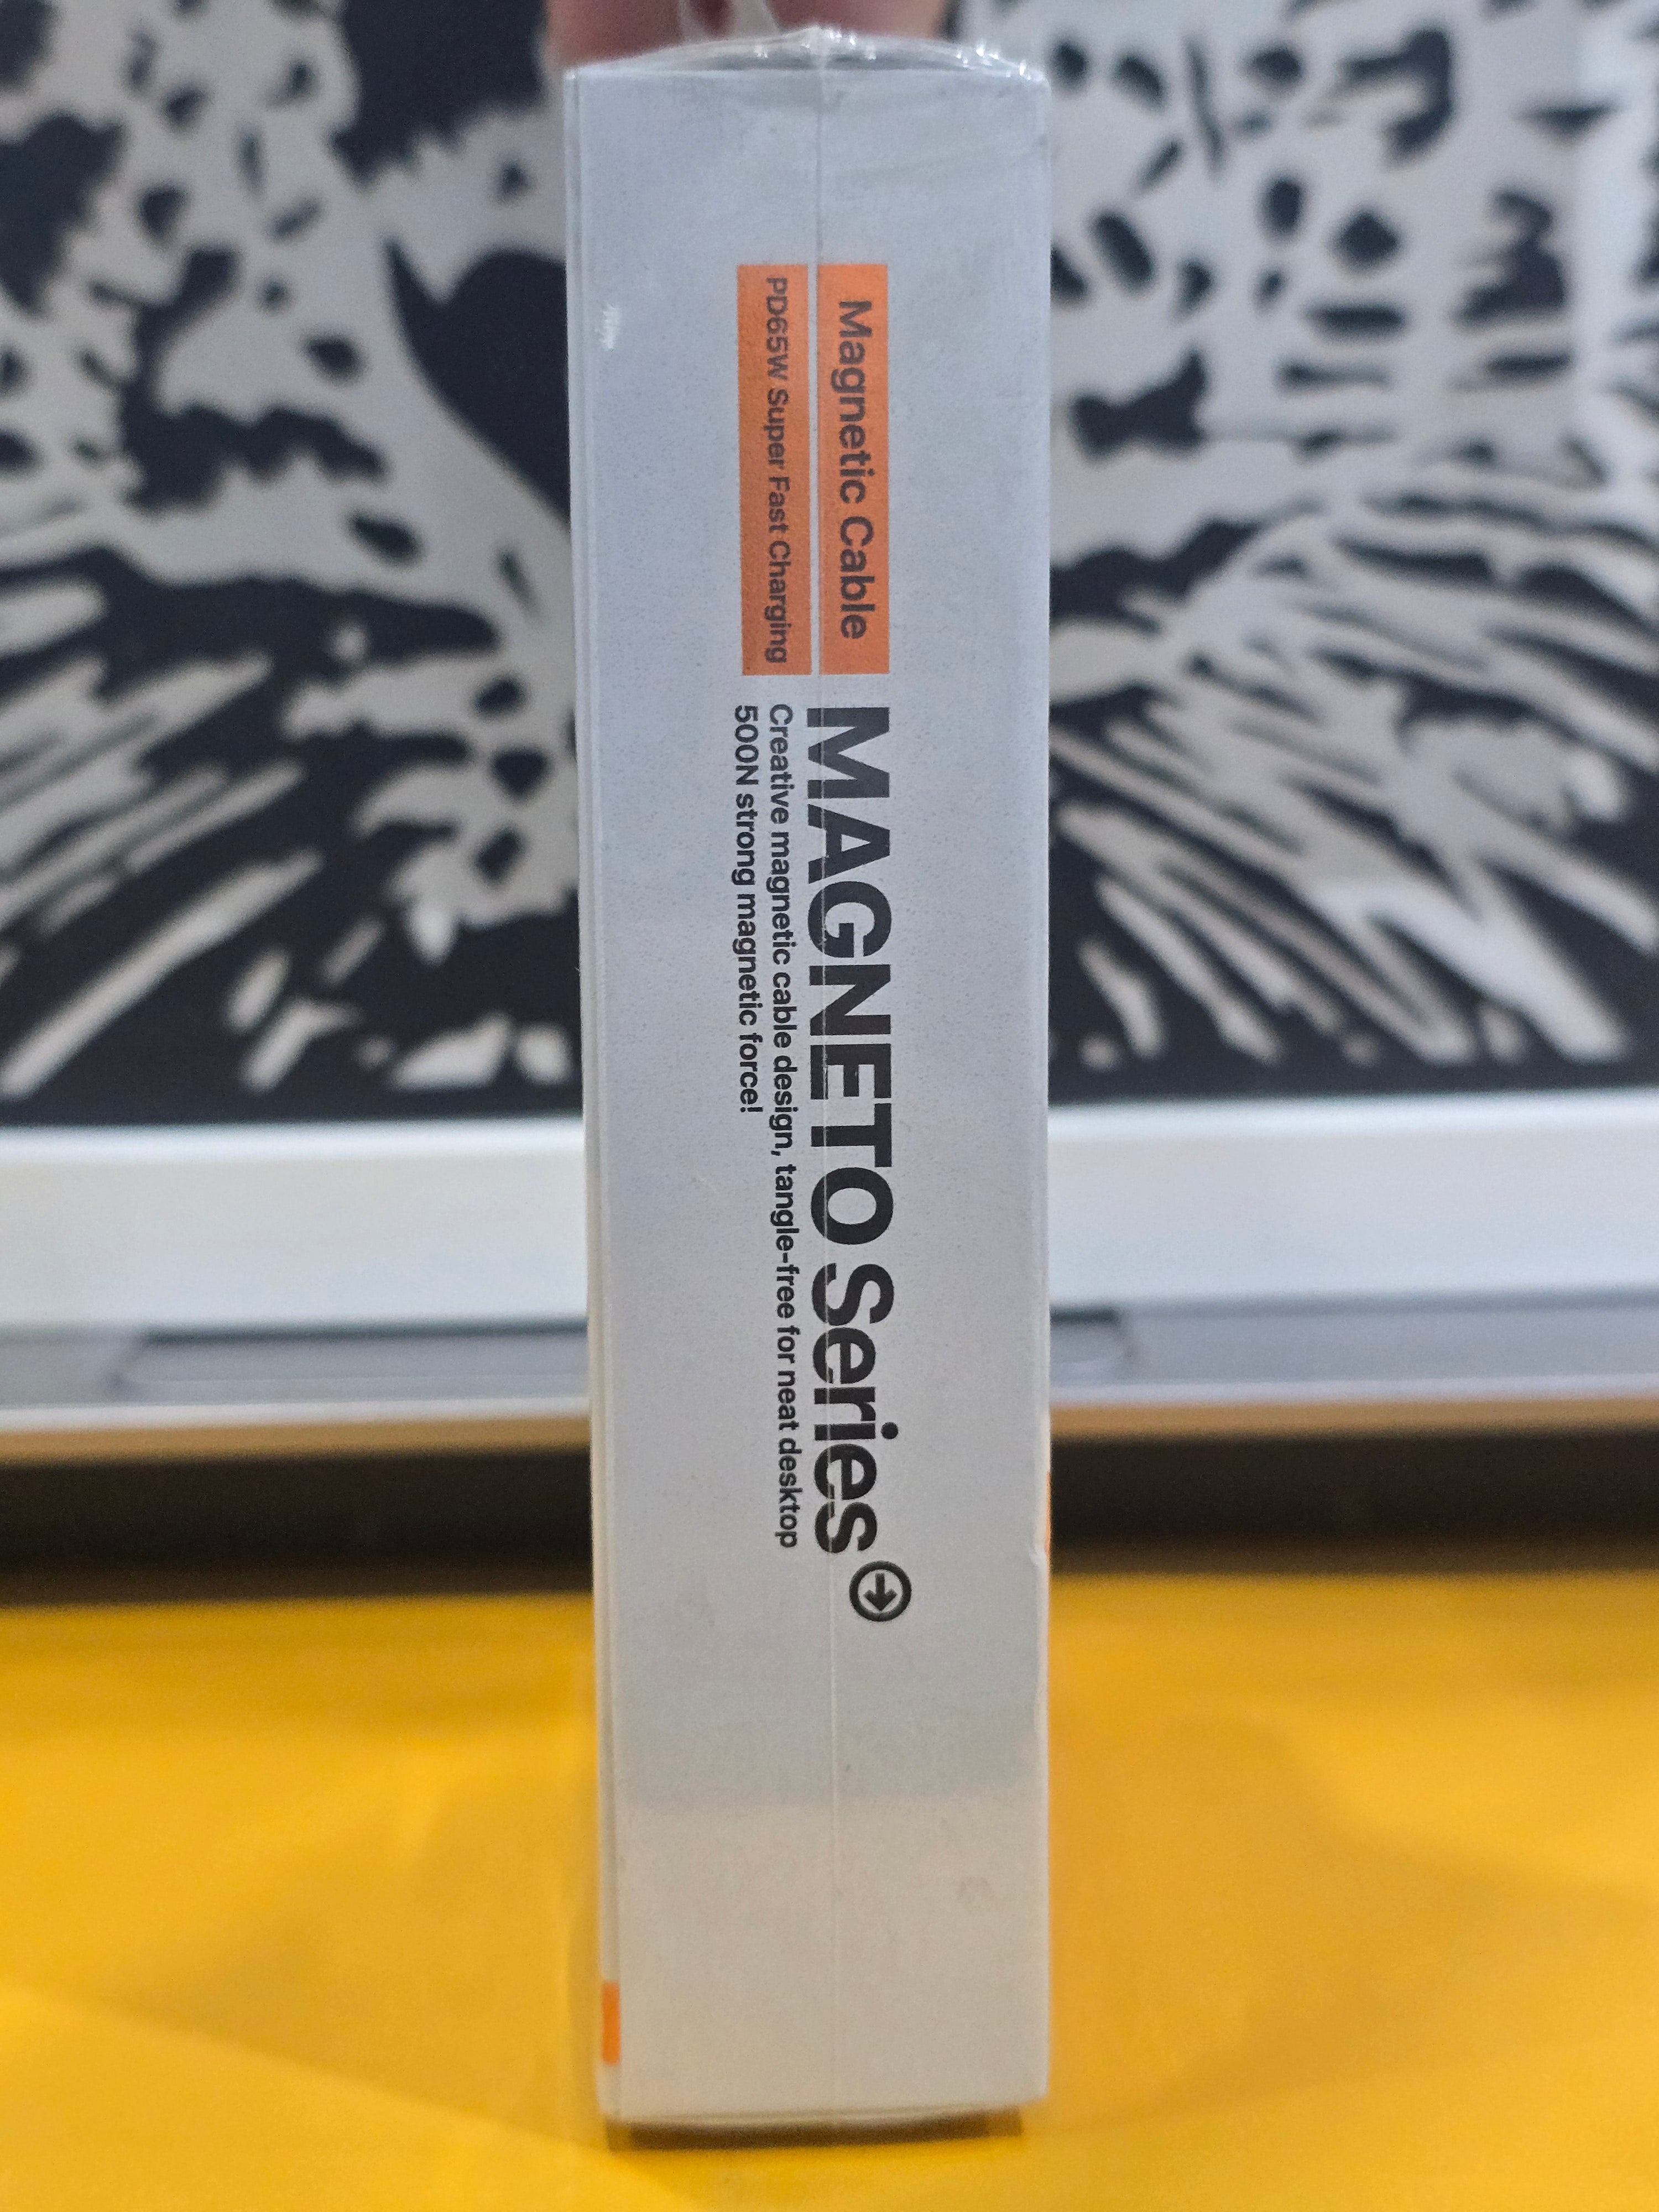 Magnetic Cable
PD65W Super Fast Charging
MAGNETO Series
Creative magnetic cable design, tangle-free for neat desktop
500N strong magnetic force!